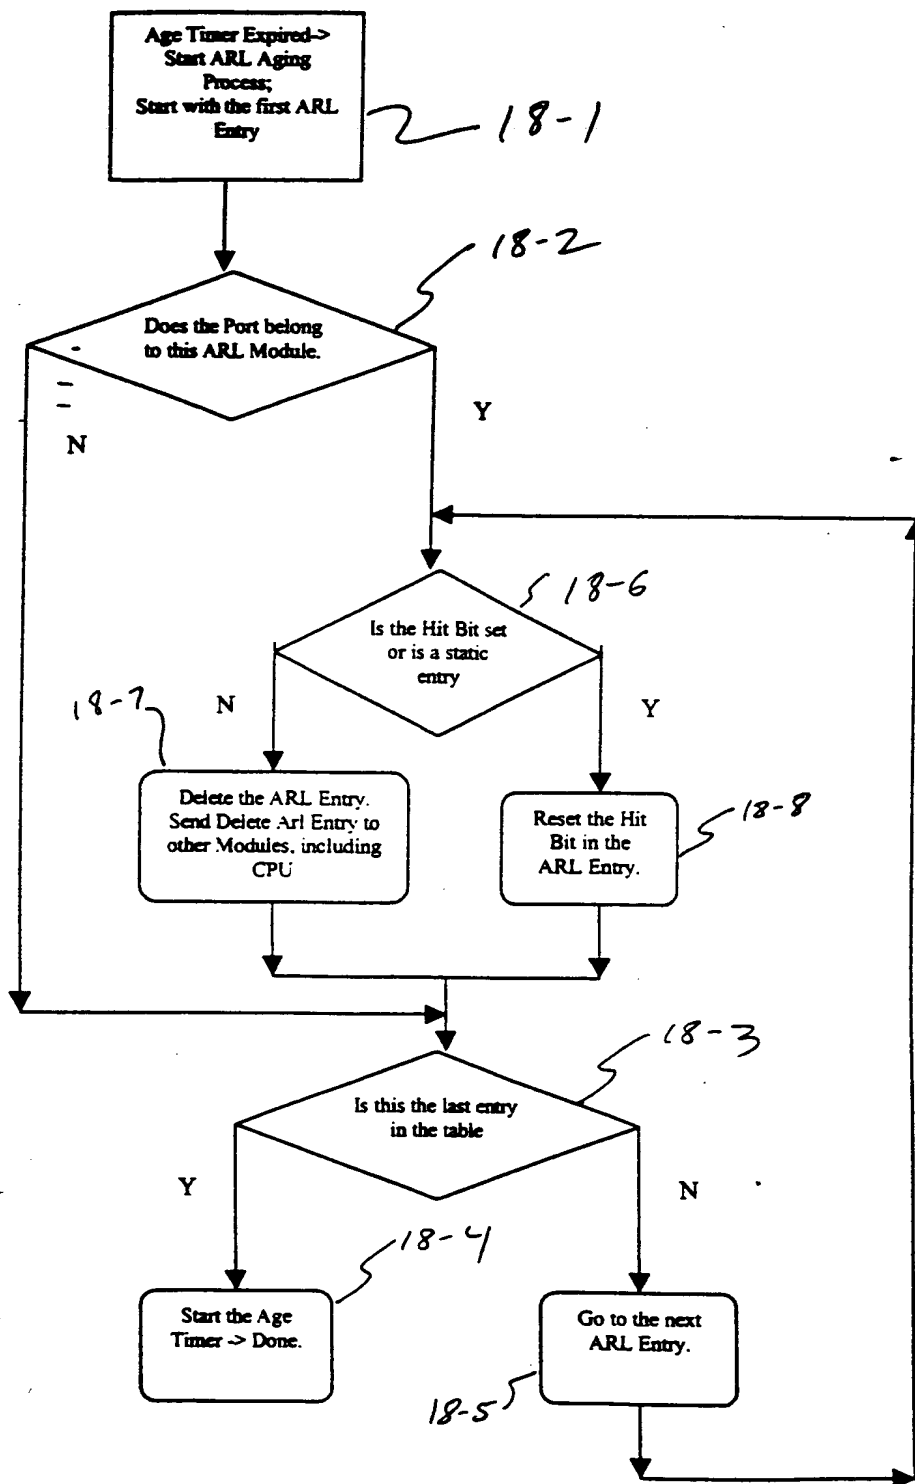 Age Timer Expired->
Start ARL Aging
Process;
Start with the first ARL
Entry
18-1
18-2
Does the Port belong
to this ARL Module.
N
Y
18-6
Is the Hit Bit set
or is a static
entry
N
Y
18-7
Delete the ARL Entry.
Send Delete Arl Entry to
other Modules, including
CPU
Reset the Hit
Bit in the
ARL Entry.
18-8
18-3
Is this the last entry
in the table
Y
N
18-4
Start the Age
Timer -> Done.
Go to the next
ARL Entry.
18-5